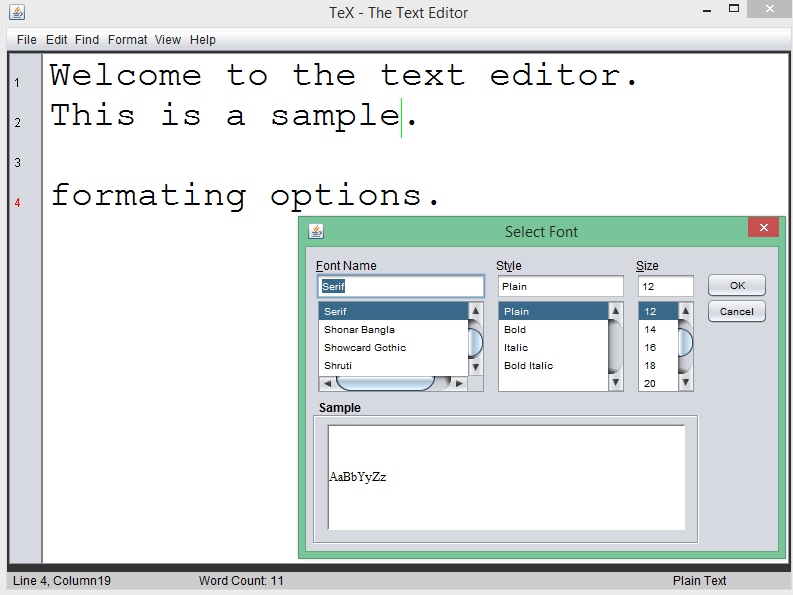 TeX - The Text Editor
File Edit Find Format View Help
1 Welcome to the text editor.
2 This is a sample.
3
4 formating options.
Select Font
Font Name Style Size
Serif Plain 12 OK
Serif Plain 12 Cancel
Shonar Bangla Bold 14
Showcard Gothic Italic 16
Shruti Bold Italic 18
20
Sample
AaBbYyZz
Line 4, Column19 Word Count: 11 Plain Text